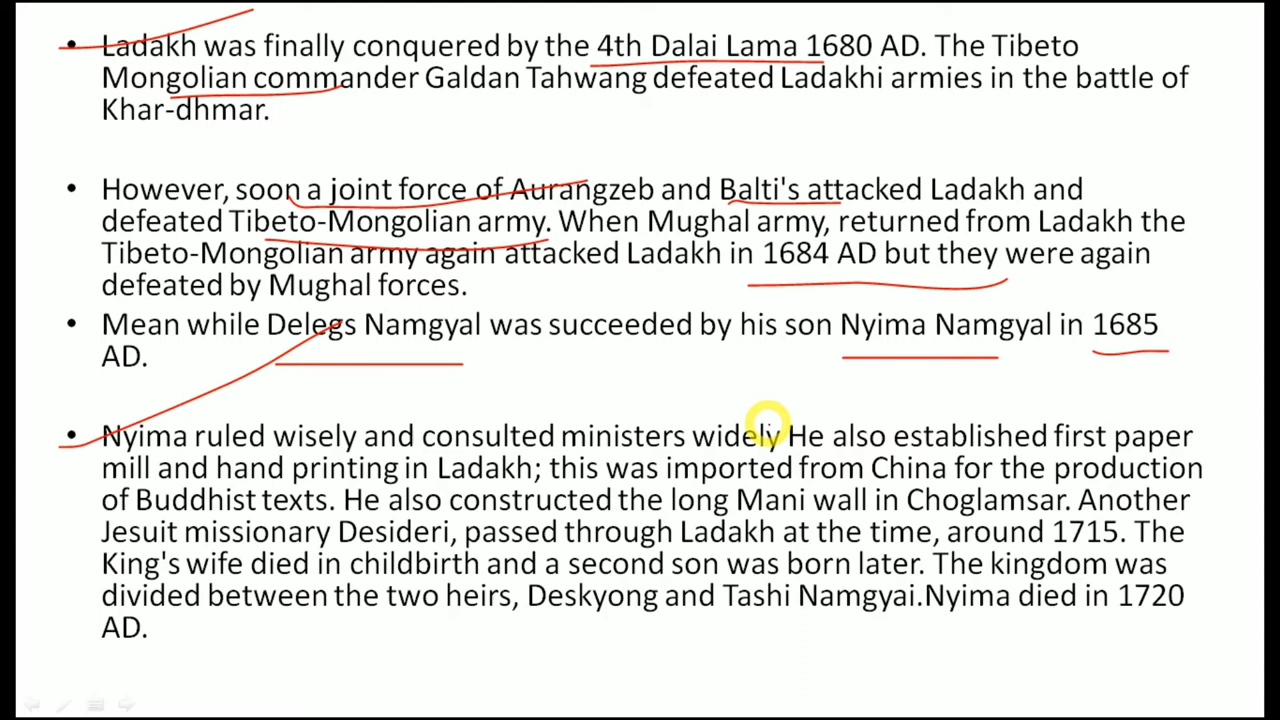 • Ladakh was finally conquered by the 4th Dalai Lama 1680 AD. The Tibeto
Mongolian commander Galdan Tahwang defeated Ladakhi armies in the battle of
Khar-dhmar.
• However, soon a joint force of Aurangzeb and Balti's attacked Ladakh and
defeated Tibeto-Mongolian army. When Mughal army, returned from Ladakh the
Tibeto-Mongolian army again attacked Ladakh in 1684 AD but they were again
defeated by Mughal forces.
• Mean while Delegs Namgyal was succeeded by his son Nyima Namgyal in 1685
AD.
• Nyima ruled wisely and consulted ministers widely He also established first paper
mill and hand printing in Ladakh; this was imported from China for the production
of Buddhist texts. He also constructed the long Mani wall in Choglamsar. Another
Jesuit missionary Desideri, passed through Ladakh at the time, around 1715. The
King's wife died in childbirth and a second son was born later. The kingdom was
divided between the two heirs, Deskyong and Tashi Namgyai.Nyima died in 1720
AD.